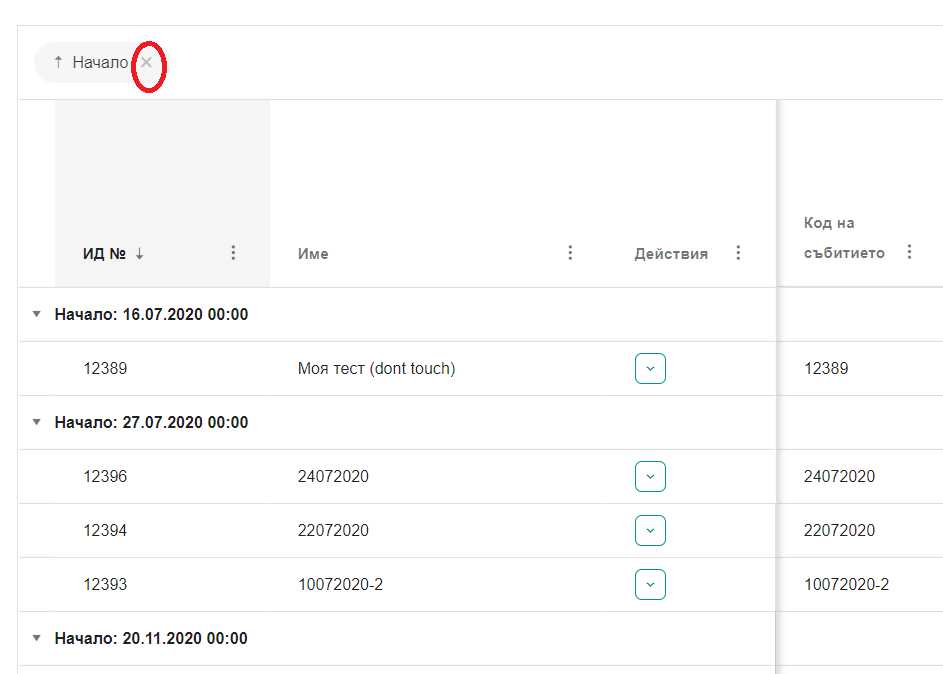 ↑ Начало ×
Код на
ИД № ↓ Име Действия събитието
Начало: 16.07.2020 00:00
12389 Моя тест (dont touch) 12389
Начало: 27.07.2020 00:00
12396 24072020 24072020
12394 22072020 22072020
12393 10072020-2 10072020-2
Начало: 20.11.2020 00:00